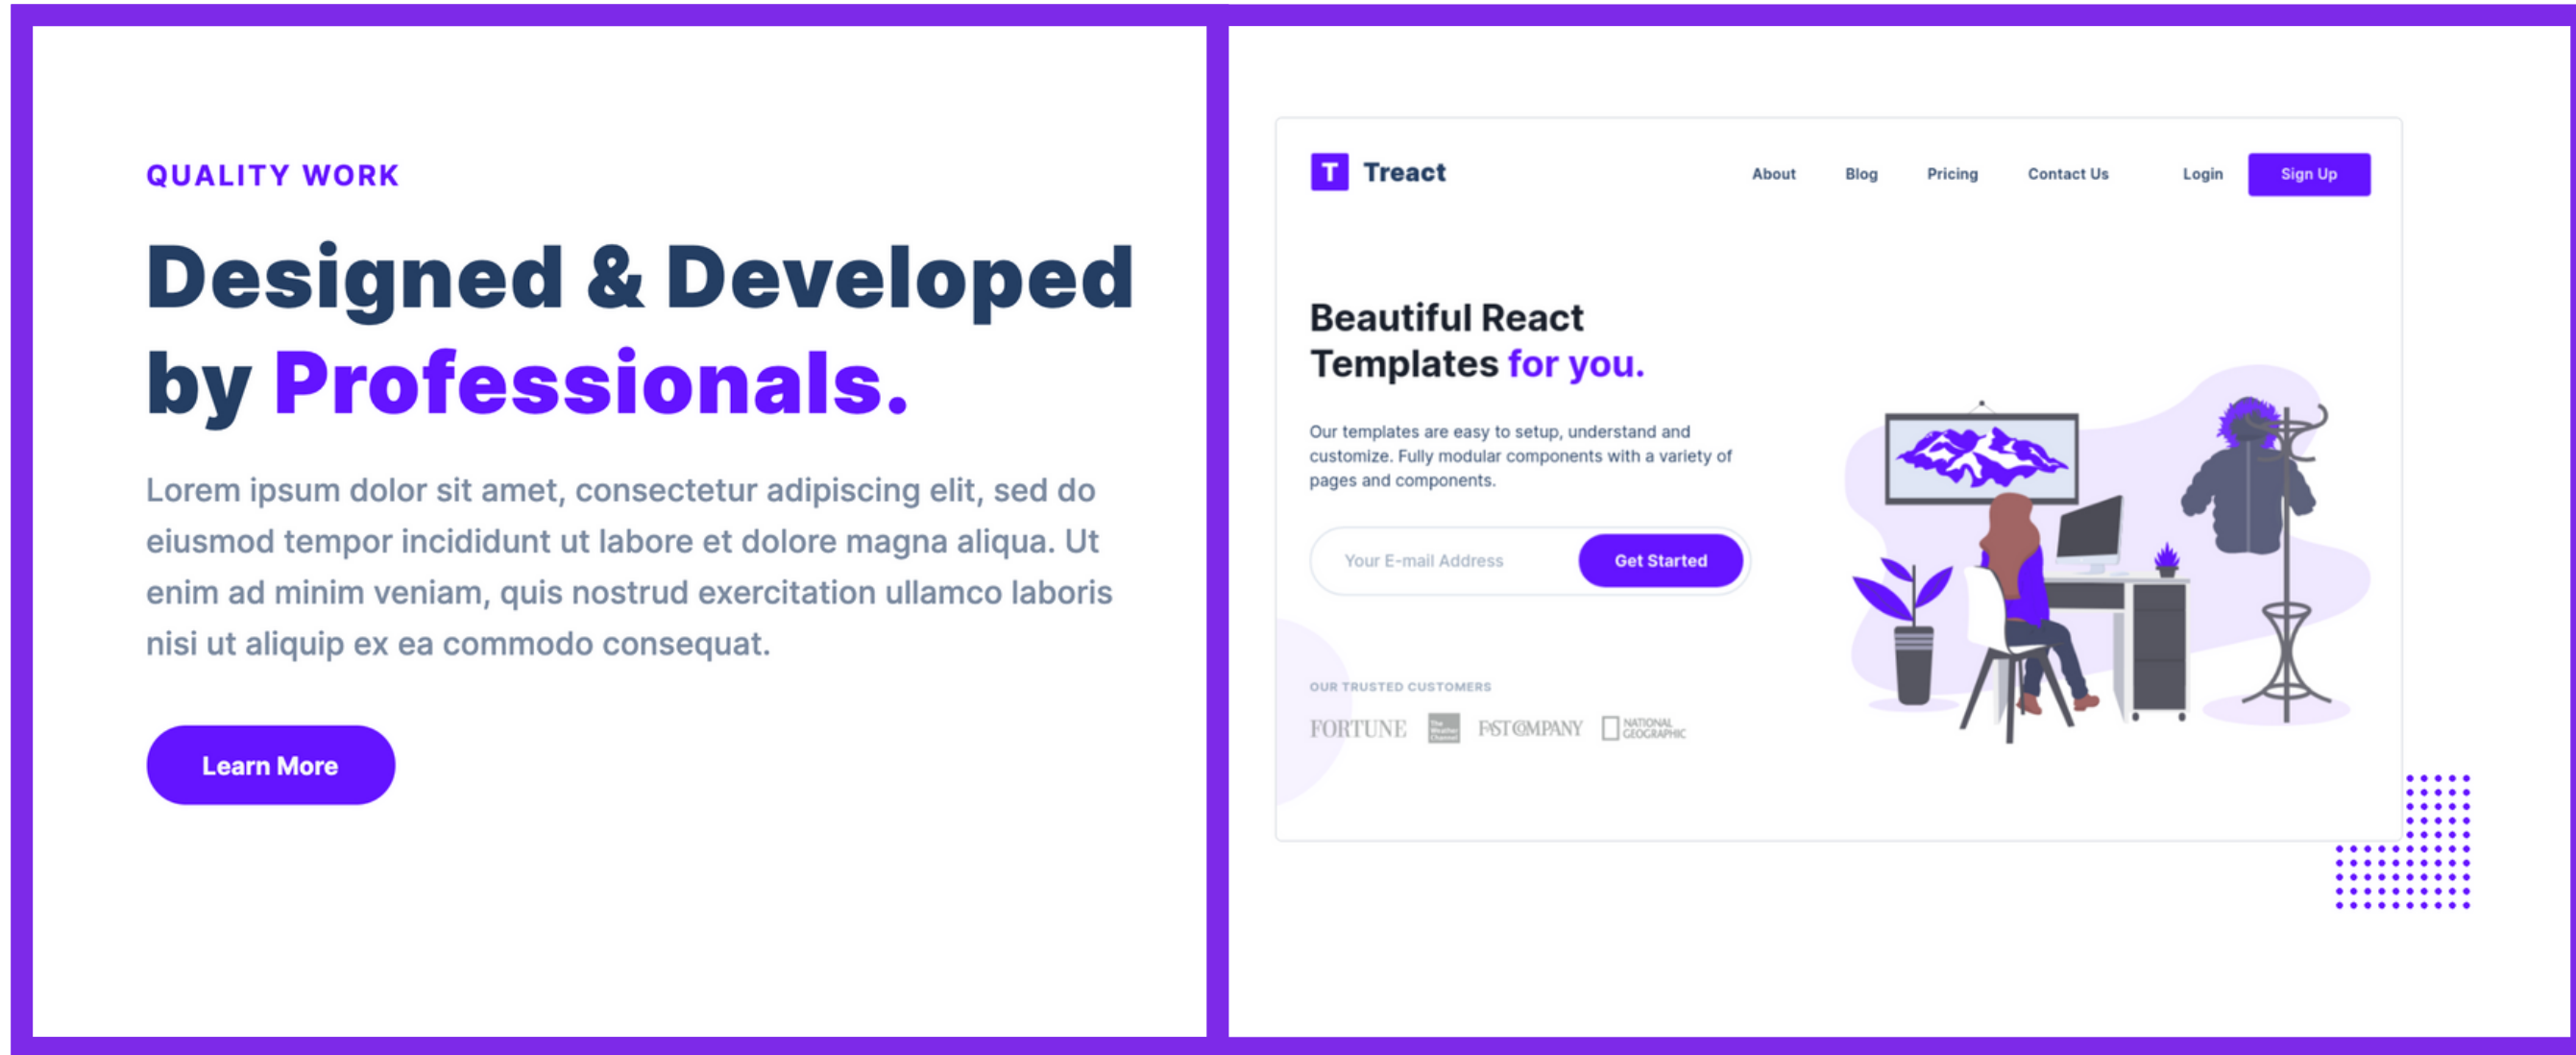 QUALITY WORK
Designed & Developed
by Professionals.
Lorem ipsum dolor sit amet, consectetur adipiscing elit, sed do
eiusmod tempor incididunt ut labore et dolore magna aliqua. Ut
enim ad minim veniam, quis nostrud exercitation ullamco laboris
nisi ut aliquip ex ea commodo consequat.
Learn More
T Treact
About Blog Pricing Contact Us Login Sign Up
Beautiful React
Templates for you.
Our templates are easy to setup, understand and
customize. Fully modular components with a variety of
pages and components.
Your E-mail Address Get Started
OUR TRUSTED CUSTOMERS
FORTUNE
The
Weather
Channel
FAST COMPANY
NATIONAL
GEOGRAPHIC